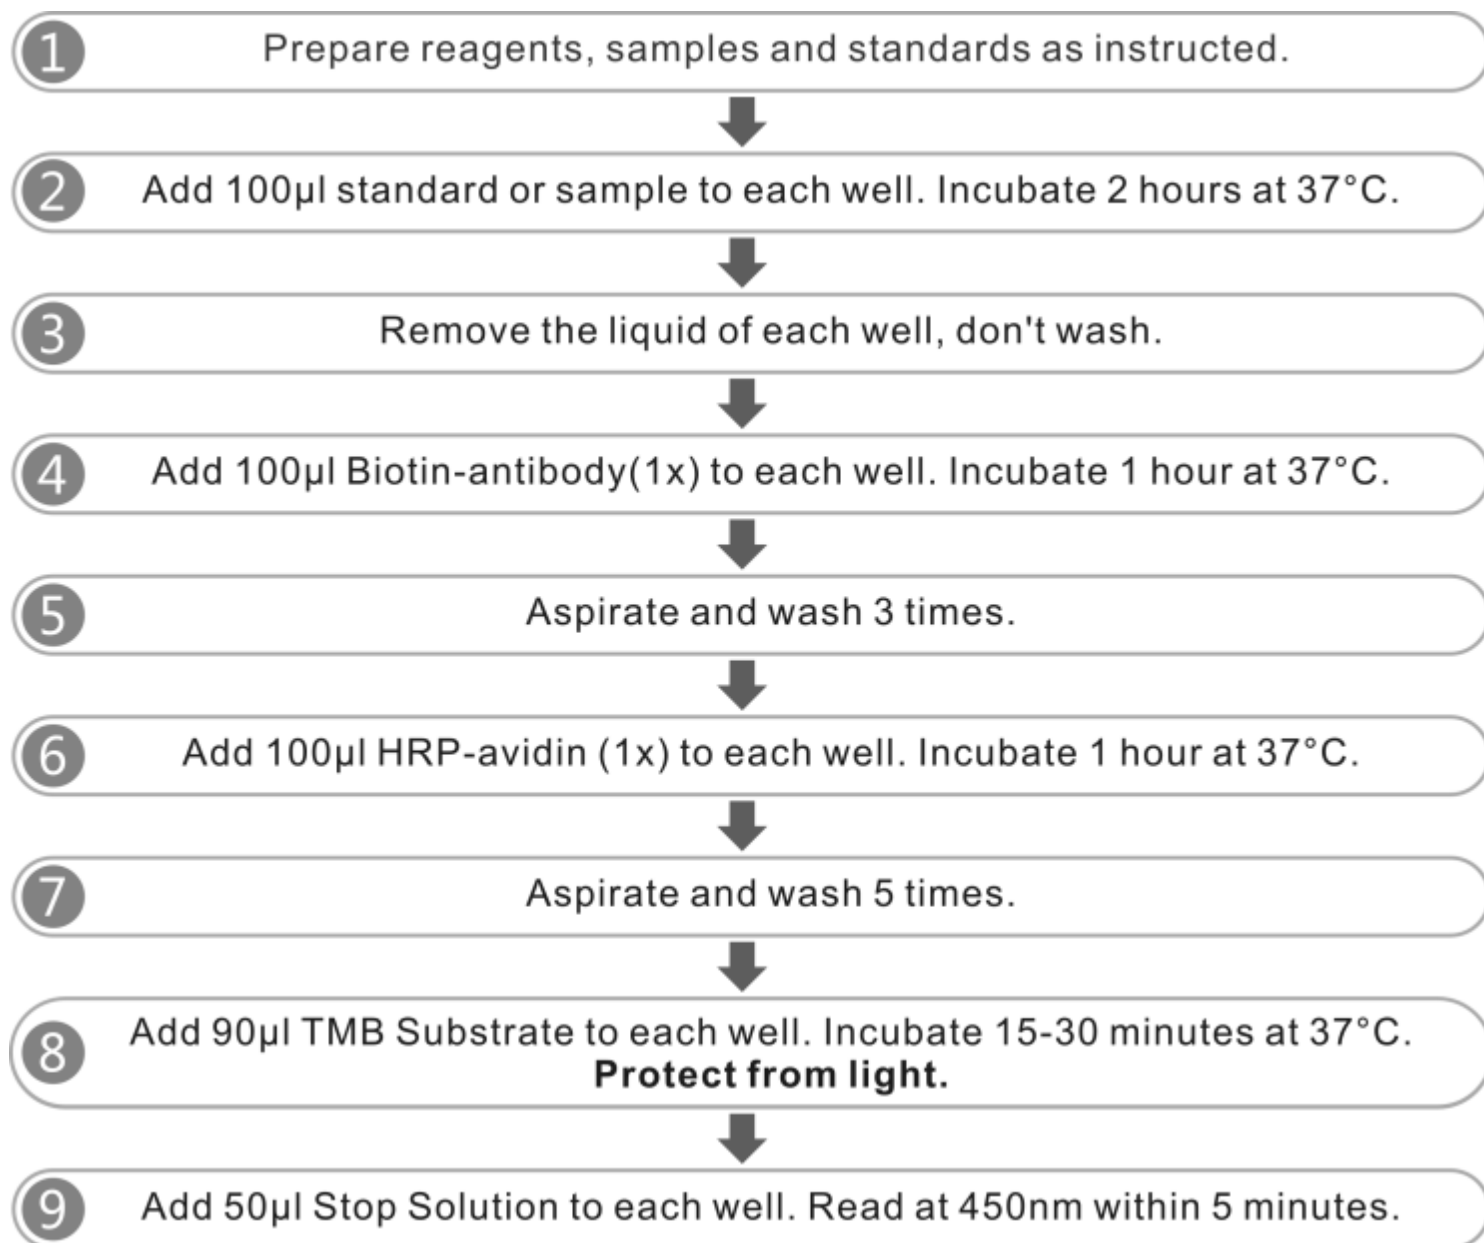 1 Prepare reagents, samples and standards as instructed.
2 Add 100μl standard or sample to each well. Incubate 2 hours at 37°C.
3 Remove the liquid of each well, don't wash.
4 Add 100μl Biotin-antibody(1x) to each well. Incubate 1 hour at 37°C.
5 Aspirate and wash 3 times.
6 Add 100μl HRP-avidin (1x) to each well. Incubate 1 hour at 37°C.
7 Aspirate and wash 5 times.
8 Add 90μl TMB Substrate to each well. Incubate 15-30 minutes at 37°C.
Protect from light.
9 Add 50μl Stop Solution to each well. Read at 450nm within 5 minutes.